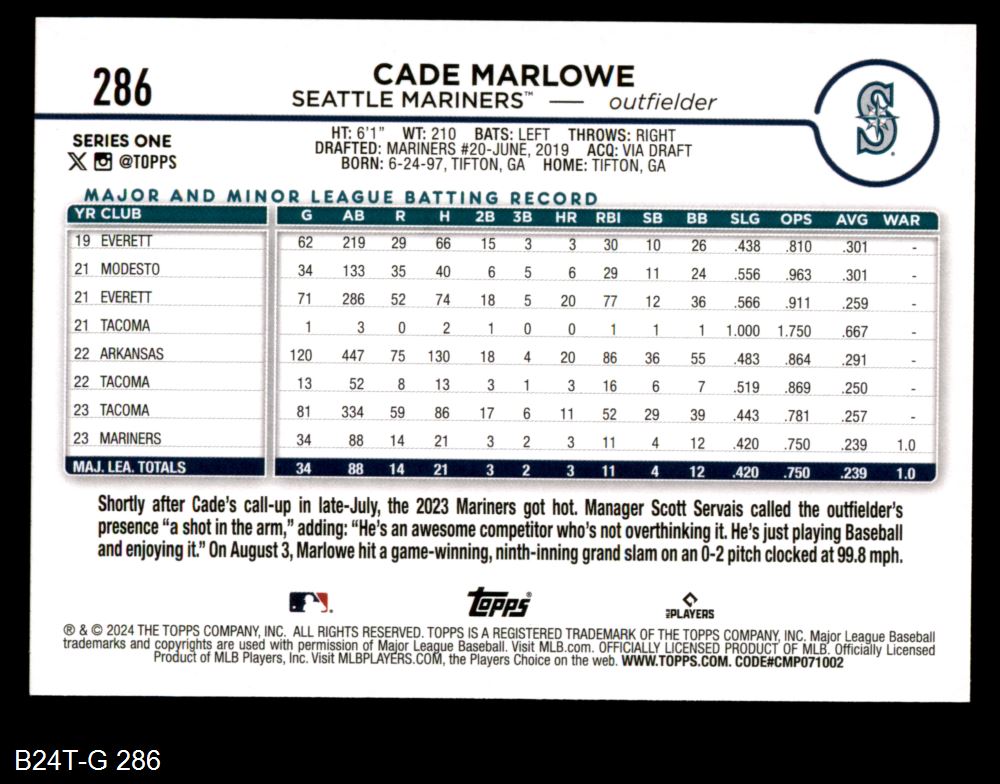 286
CADE MARLOWE
SEATTLE MARINERS™ — outfielder
S
SERIES ONE
X @TOPPS
HT: 6'1" WT: 210 BATS: LEFT THROWS: RIGHT
DRAFTED: MARINERS #20-JUNE, 2019 ACQ: VIA DRAFT
BORN: 6-24-97, TIFTON, GA HOME: TIFTON, GA
MAJOR AND MINOR LEAGUE BATTING RECORD
YR CLUB G AB R H 2B 3B HR RBI SB BB SLG OPS AVG WAR
19 EVERETT 62 219 29 66 15 3 3 30 10 26 .438 .810 .301 -
21 MODESTO 34 133 35 40 6 5 6 29 11 24 .556 .963 .301 -
21 EVERETT 71 286 52 74 18 5 20 77 12 36 .566 .911 .259 -
21 TACOMA 1 3 0 2 1 0 0 1 1 1 1.000 1.750 .667 -
22 ARKANSAS 120 447 75 130 18 4 20 86 36 55 .483 .864 .291 -
22 TACOMA 13 52 8 13 3 1 3 16 6 7 .519 .869 .250 -
23 TACOMA 81 334 59 86 17 6 11 52 29 39 .443 .781 .257 -
23 MARINERS 34 88 14 21 3 2 3 11 4 12 .420 .750 .239 1.0
MAJ. LEA. TOTALS 34 88 14 21 3 2 3 11 4 12 .420 .750 .239 1.0
Shortly after Cade's call-up in late-July, the 2023 Mariners got hot. Manager Scott Servais called the outfielder's
presence "a shot in the arm," adding: "He's an awesome competitor who's not overthinking it. He's just playing Baseball
and enjoying it." On August 3, Marlowe hit a game-winning, ninth-inning grand slam on an 0-2 pitch clocked at 99.8 mph.
Topps®
MLB PLAYERS
® & © 2024 THE TOPPS COMPANY, INC. ALL RIGHTS RESERVED. TOPPS IS A REGISTERED TRADEMARK OF THE TOPPS COMPANY, INC. Major League Baseball
trademarks and copyrights are used with permission of Major League Baseball. Visit MLB.com. OFFICIALLY LICENSED PRODUCT OF MLB. Officially Licensed
Product of MLB Players, Inc. Visit MLBPLAYERS.COM, the Players Choice on the web. WWW.TOPPS.COM. CODE#CMP071002
B24T-G 286